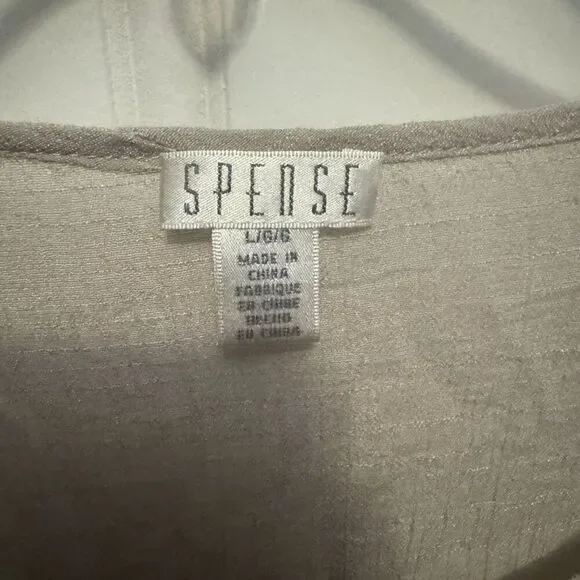 SPENSE
L/G/G
MADE IN
CHINA
FABRIQUE
EN CHINE
HECHO
EN CHINA